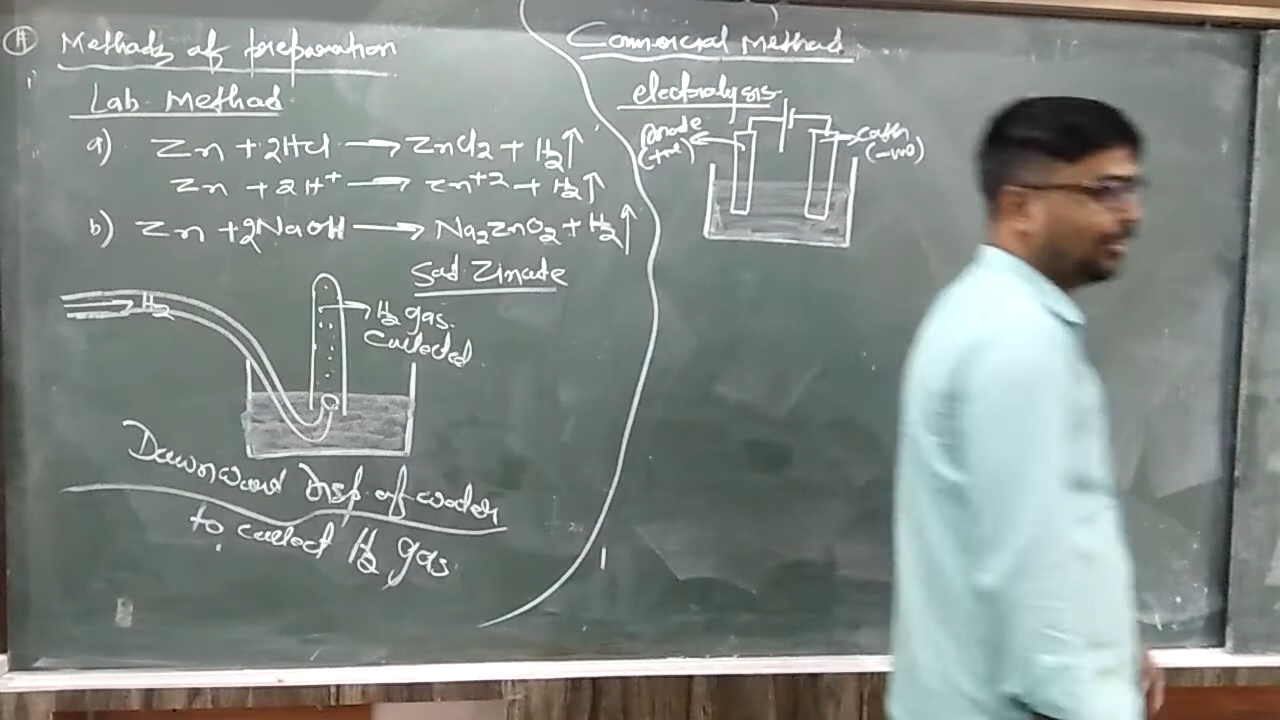 (#) Methods of preparation
Lab Method
a) Zn + 2HCl → ZnCl2 + H2↑
Zn + 2H+ → Zn+2 + H2↑
b) Zn + 2NaOH → Na2ZnO2 + H2↑
Sod Zincade
H2
H2 gas
Collected
Downward Disp. of water
to collect H2 gas
Commercial Method
electrolysis
Anode
(+ve)
Cath
(-ve)